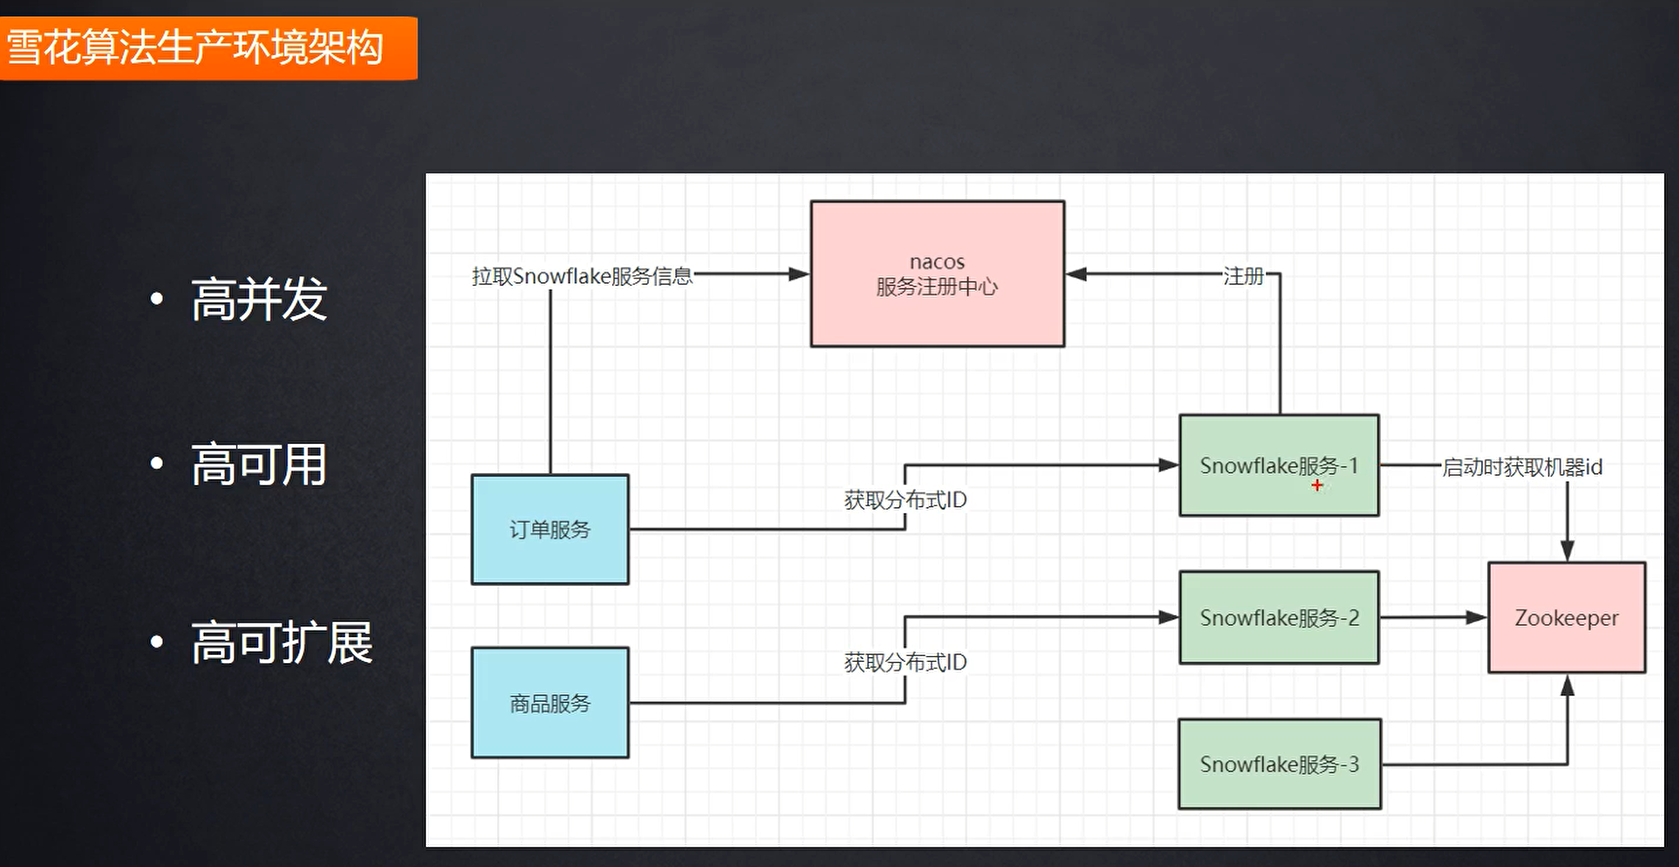 雪花算法生产环境架构
• 高并发
• 高可用
• 高可扩展
nacos
服务注册中心
拉取Snowflake服务信息
注册
Snowflake服务-1
启动时获取机器id
获取分布式ID
订单服务
Snowflake服务-2
Zookeeper
获取分布式ID
商品服务
Snowflake服务-3